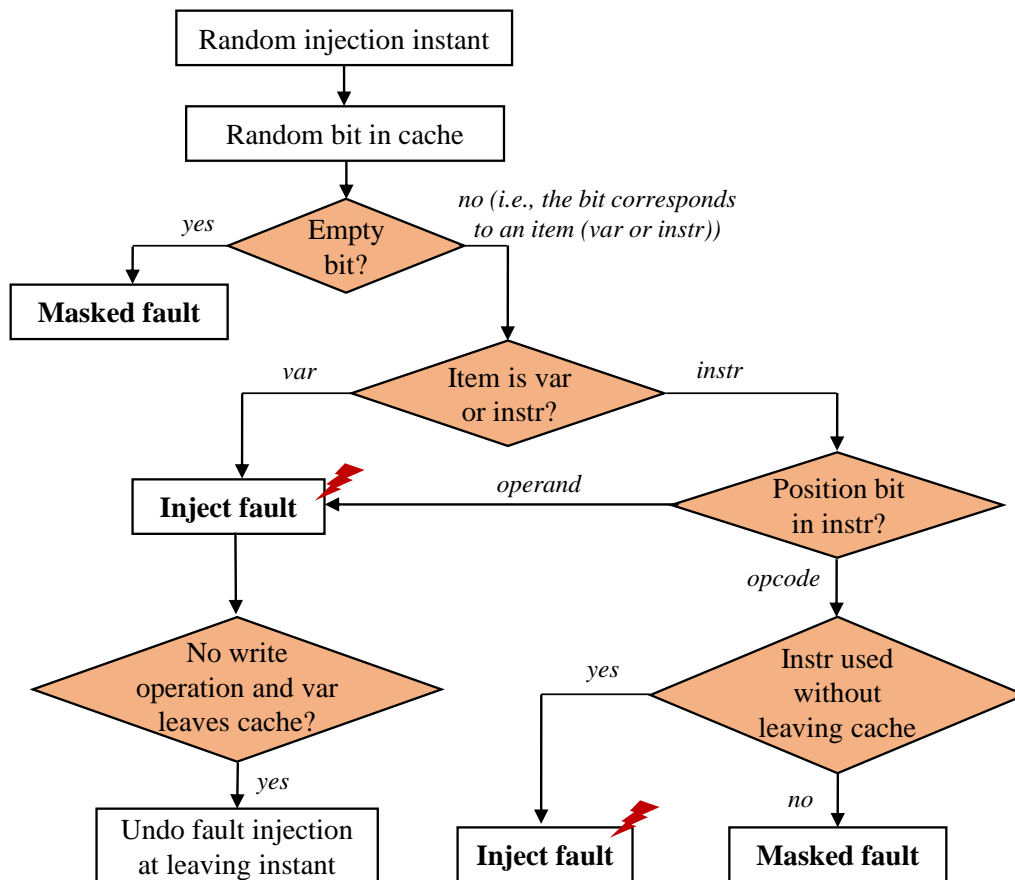 Random injection instant
Random bit in cache
no (i.e., the bit corresponds
to an item (var or instr))
yes
Empty
bit?
Masked fault
var
Item is var
or instr?
instr
Inject fault
operand
Position bit
in instr?
opcode
No write
operation and var
leaves cache?
yes
Instr used
without
leaving cache
yes
no
Undo fault injection
at leaving instant
Inject fault
Masked fault